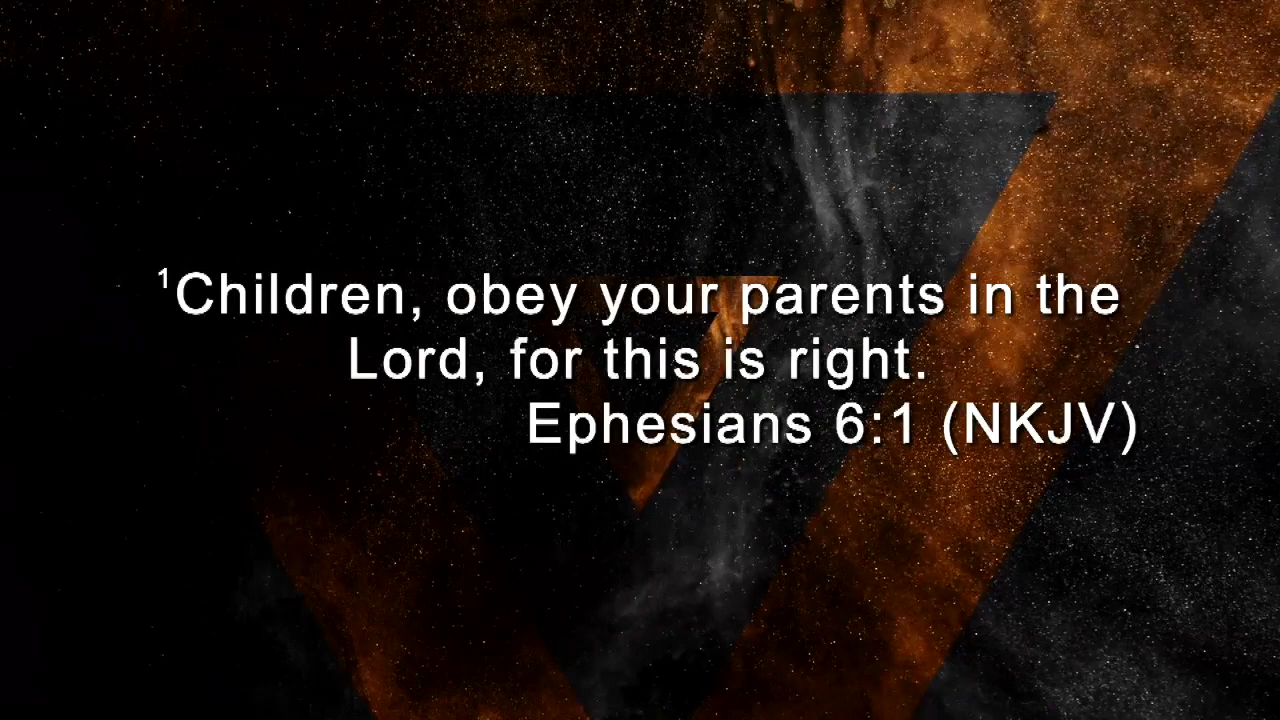 ¹Children, obey your parents in the
Lord, for this is right.
Ephesians 6:1 (NKJV)